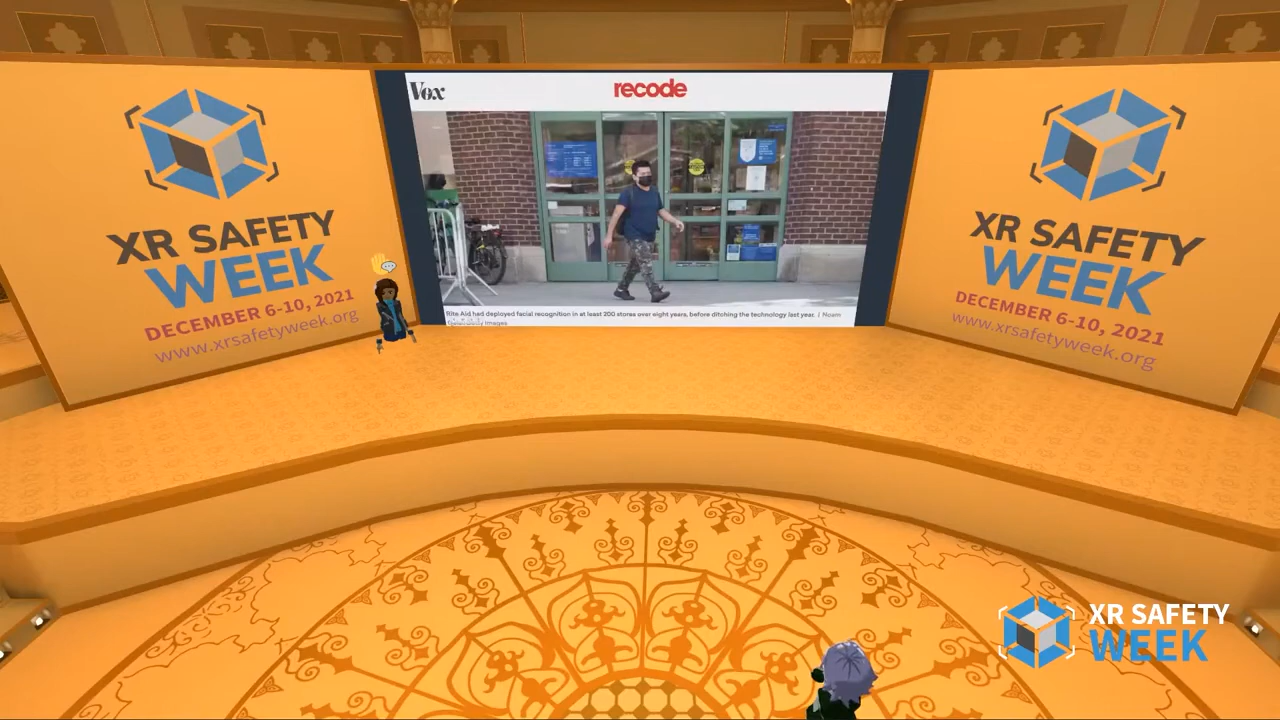 XR SAFETY
WEEK
DECEMBER 6-10, 2021
www.xrsafetyweek.org
Vox
recode
Rite Aid had deployed facial recognition in at least 200 stores over eight years, before ditching the technology last year. | Noam
Images
XR SAFETY
WEEK
DECEMBER 6-10, 2021
www.xrsafetyweek.org
XR SAFETY
WEEK